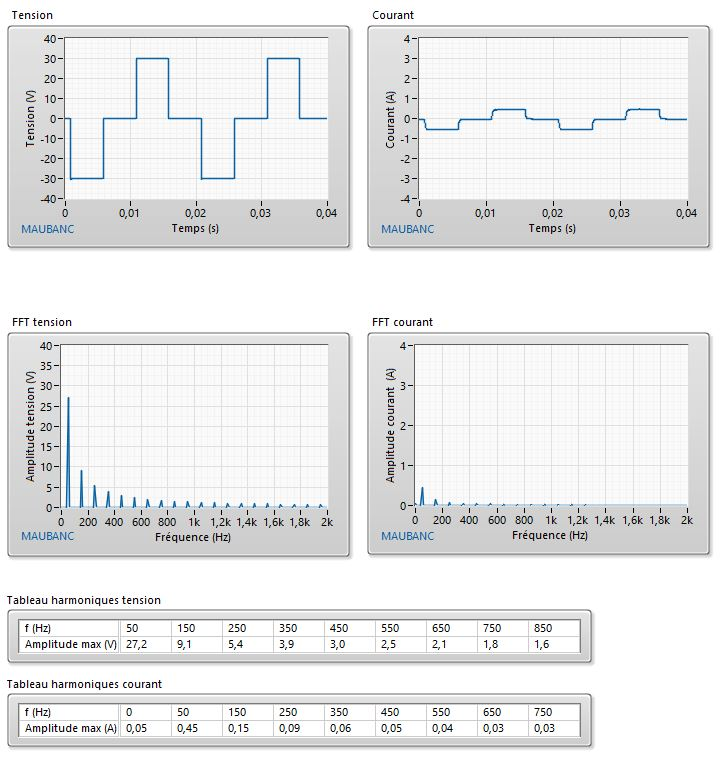 Tension
Tension (V)
40
30
20
10
0
-10
-20
-30
-40
0 0,01 0,02 0,03 0,04
Temps (s)
MAUBANC
Courant
Courant (A)
4
3
2
1
0
-1
-2
-3
-4
0 0,01 0,02 0,03 0,04
Temps (s)
MAUBANC
FFT tension
Amplitude tension (V)
40
35
30
25
20
15
10
5
0
0 200 400 600 800 1k 1,2k 1,4k 1,6k 1,8k 2k
Fréquence (Hz)
MAUBANC
FFT courant
Amplitude courant (A)
4
3
2
1
0
0 200 400 600 800 1k 1,2k 1,4k 1,6k 1,8k 2k
Fréquence (Hz)
MAUBANC
Tableau harmoniques tension
f (Hz) 50 150 250 350 450 550 650 750 850
Amplitude max (V) 27,2 9,1 5,4 3,9 3,0 2,5 2,1 1,8 1,6
Tableau harmoniques courant
f (Hz) 0 50 150 250 350 450 550 650 750
Amplitude max (A) 0,05 0,45 0,15 0,09 0,06 0,05 0,04 0,03 0,03